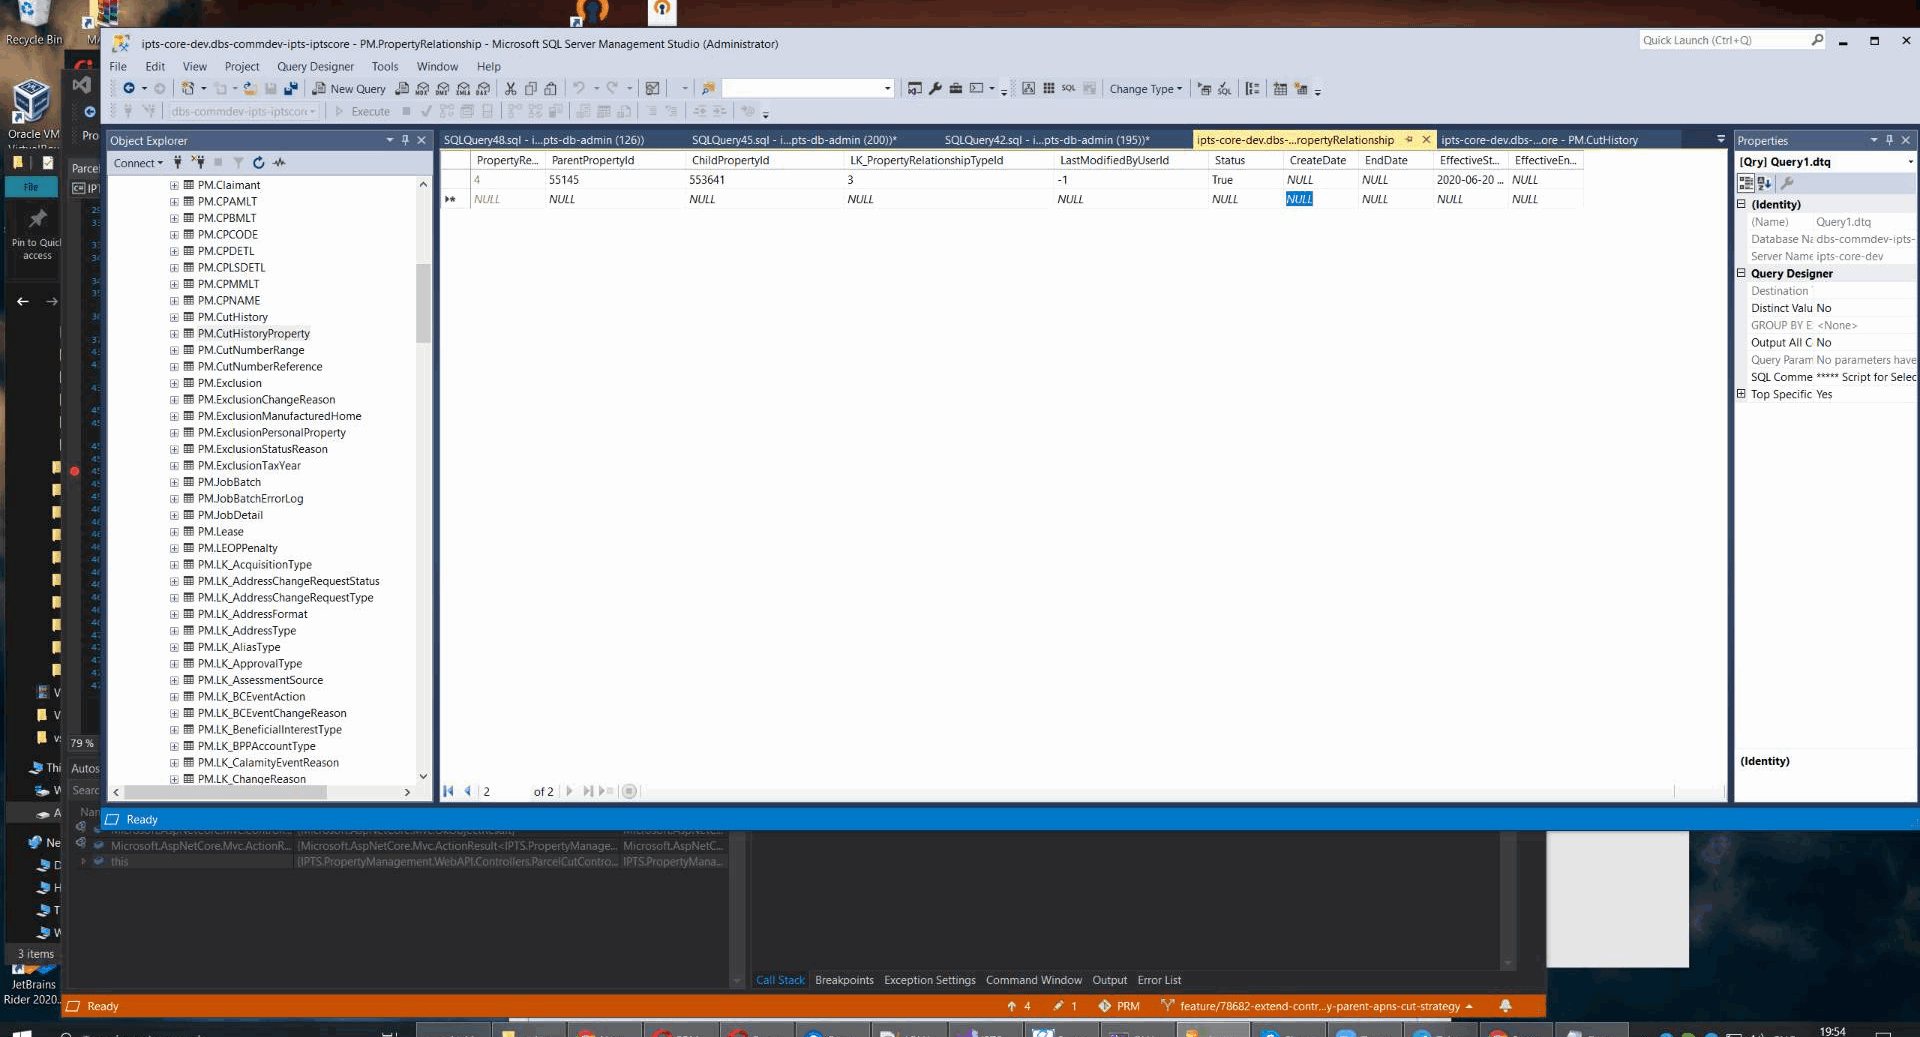 Recycle Bin
ipts-core-dev.dbs-commdev-ipts-iptscore - PM.PropertyRelationship - Microsoft SQL Server Management Studio (Administrator)
Quick Launch (Ctrl+Q)
File Edit View Project Query Designer Tools Window Help
New Query
Change Type
dbs-commdev-ipts-iptscore
Execute
Oracle VM
Object Explorer
SQLQuery48.sql - i...pts-db-admin (126))
SQLQuery45.sql - i...pts-db-admin (200))*
SQLQuery42.sql - i...pts-db-admin (195))*
ipts-core-dev.dbs-...ropertyRelationship
ipts-core-dev.dbs-...ore - PM.CutHistory
Properties
Connect
PropertyRe... ParentPropertyId ChildPropertyId LK_PropertyRelationshipTypeId LastModifiedByUserId Status CreateDate EndDate EffectiveSt... EffectiveEn...
4 55145 553641 3 -1 True NULL NULL 2020-06-20 ... NULL
NULL NULL NULL NULL NULL NULL NULL NULL NULL NULL
PM.Claimant
PM.CPAMLT
PM.CPBMLT
PM.CPCODE
PM.CPDETL
PM.CPLSDETL
PM.CPMMLT
PM.CPNAME
PM.CutHistory
PM.CutHistoryProperty
PM.CutNumberRange
PM.CutNumberReference
PM.Exclusion
PM.ExclusionChangeReason
PM.ExclusionManufacturedHome
PM.ExclusionPersonalProperty
PM.ExclusionStatusReason
PM.ExclusionTaxYear
PM.JobBatch
PM.JobBatchErrorLog
PM.JobDetail
PM.Lease
PM.LEOPPenalty
PM.LK_AcquisitionType
PM.LK_AddressChangeRequestStatus
PM.LK_AddressChangeRequestType
PM.LK_AddressFormat
PM.LK_AddressType
PM.LK_AliasType
PM.LK_ApprovalType
PM.LK_AssessmentSource
PM.LK_BCEventAction
PM.LK_BCEventChangeReason
PM.LK_BeneficialInterestType
PM.LK_BPPAccountType
PM.LK_CalamityEventReason
PM.LK_ChangeReason
[Qry] Query1.dtq
(Identity)
(Name) Query1.dtq
Database Na dbs-commdev-ipts-
Server Name ipts-core-dev
Query Designer
Destination
Distinct Valu No
GROUP BY E <None>
Output All C No
Query Param No parameters have
SQL Comme ***** Script for Selec
Top Specific Yes
(Identity)
File
Pin to Quic
access
Pro
Parce
79 %
Autos
Searc
Nar
2 of 2
Ready
Microsoft.AspNetCore.Mvc.ActionR... {Microsoft.AspNetCore.Mvc.ActionResult<IPTS.PropertyManage... Microsoft.AspNetC...
this {IPTS.PropertyManagement.WebAPI.Controllers.ParcelCutContro... IPTS.PropertyMana...
3 items
JetBrains
Rider 2020...
Call Stack Breakpoints Exception Settings Command Window Output Error List
Ready
4 1 PRM feature/78682-extend-contr...y-parent-apns-cut-strategy
19:54